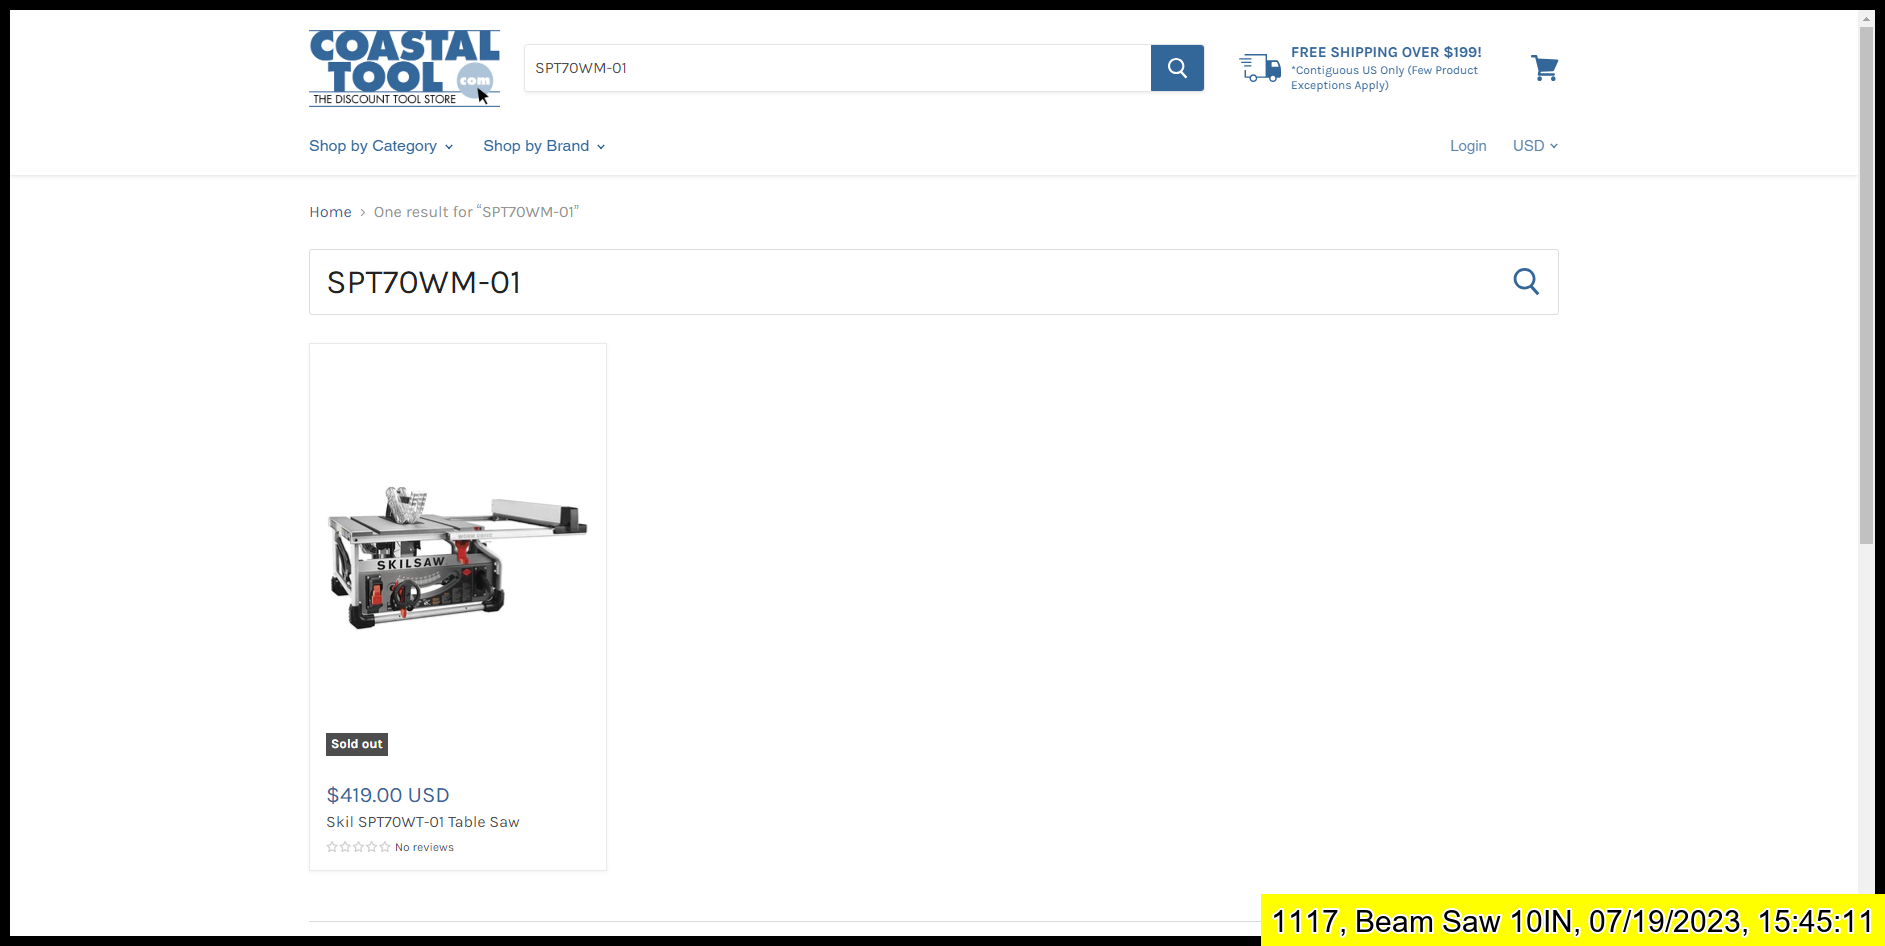 COASTAL
TOOL
com
THE DISCOUNT TOOL STORE
SPT70WM-01
FREE SHIPPING OVER $199!
*Contiguous US Only (Few Product
Exceptions Apply)
Shop by Category
Shop by Brand
Login
USD
Home > One result for “SPT70WM-01”
SPT70WM-01
WORM DRIVE
SKILSAW
Sold out
$419.00 USD
Skil SPT70WT-01 Table Saw
No reviews
1117, Beam Saw 10IN, 07/19/2023, 15:45:11